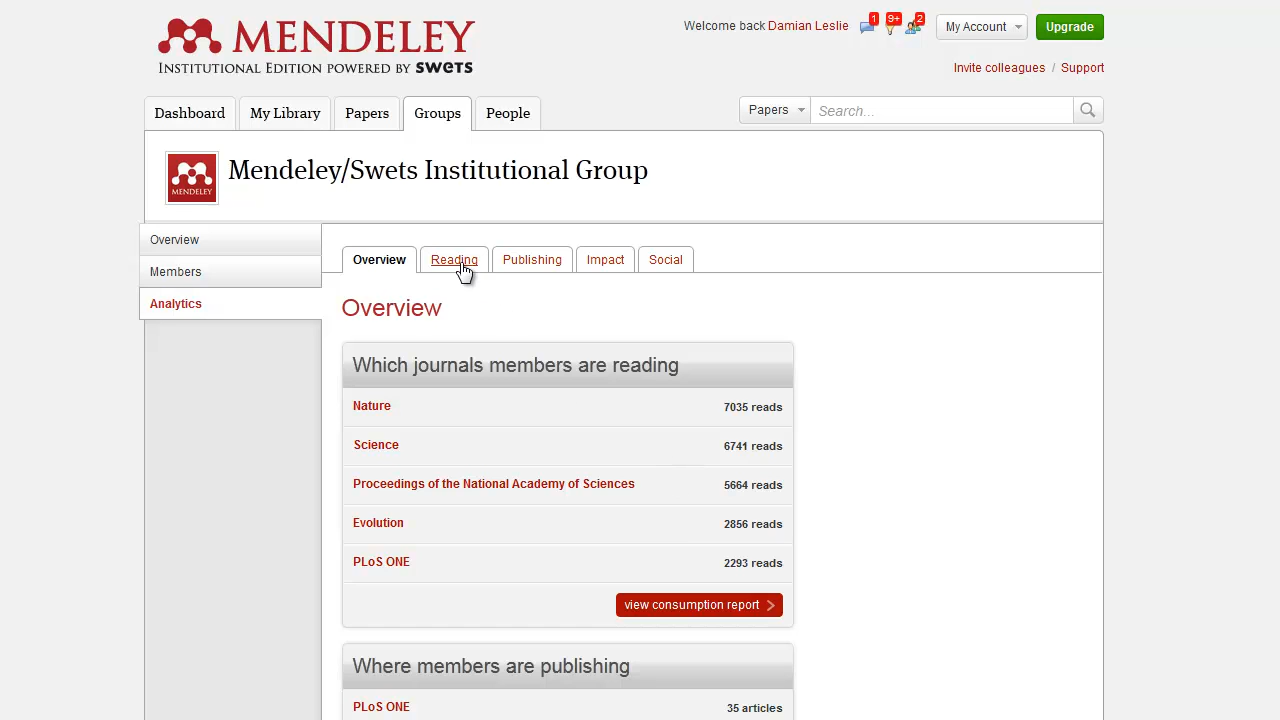 MENDELEY
INSTITUTIONAL EDITION POWERED BY swets
Welcome back Damian Leslie
1
9+
2
My Account
Upgrade
Invite colleagues / Support
Dashboard
My Library
Papers
Groups
People
Papers
Search...
MENDELEY
Mendeley/Swets Institutional Group
Overview
Members
Analytics
Overview
Reading
Publishing
Impact
Social
Overview
Which journals members are reading
Nature 7035 reads
Science 6741 reads
Proceedings of the National Academy of Sciences 5664 reads
Evolution 2856 reads
PLoS ONE 2293 reads
view consumption report
Where members are publishing
PLoS ONE 35 articles